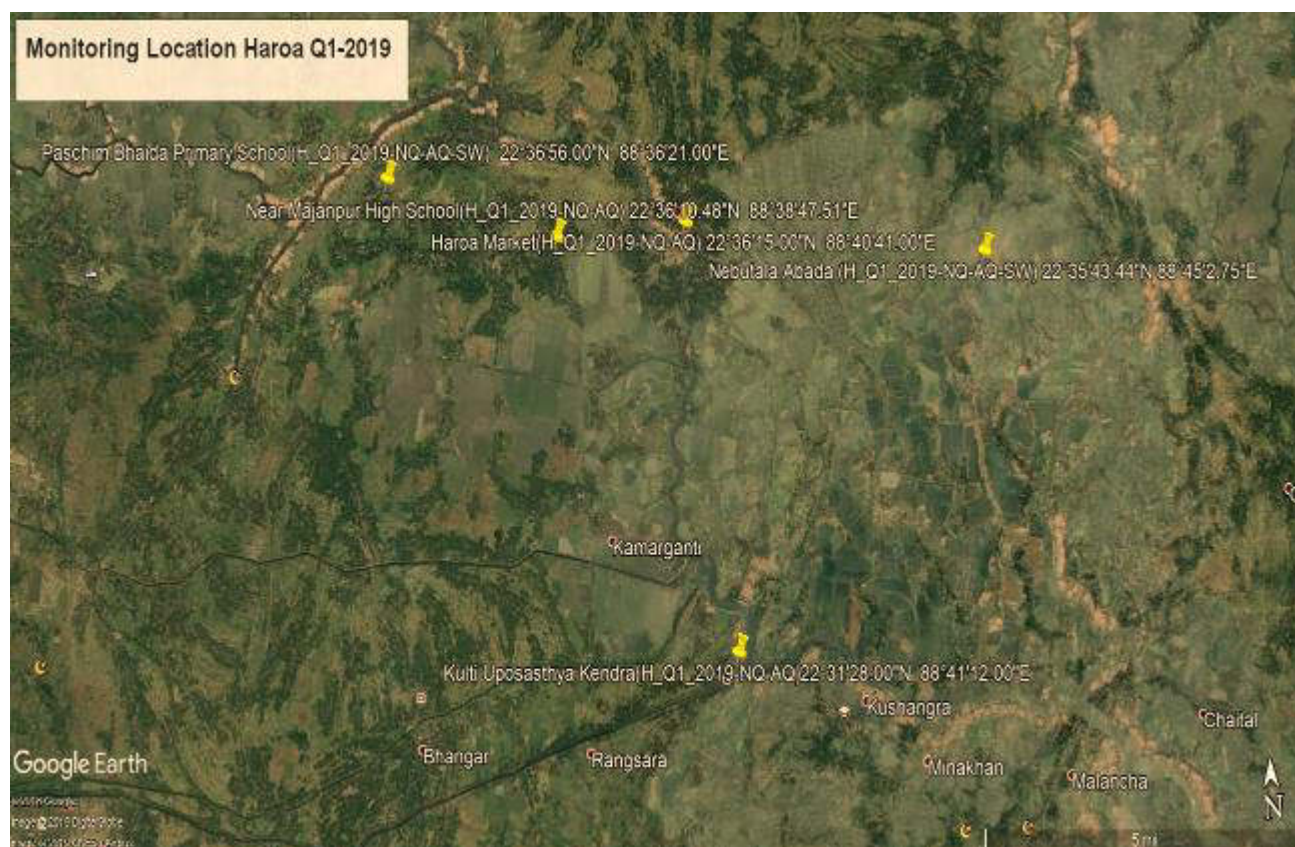 Monitoring Location Haroa Q1-2019
Paschim Bhaida Primary School(H_Q1_2019-NQ-AQ-SW) 22°36'56.00"N 88°36'21.00"E
Near Majanpur High School(H_Q1_2019-NQ-AQ) 22°36'10.48"N 88°38'47.51"E
Haroa Market(H_Q1_2019-NQ-AQ) 22°36'15.00"N 88°40'41.00"E
Nebutala Abada (H_Q1_2019-NQ-AQ-SW) 22°35'43.44"N 88°45'2.75"E
Kamarganti
Kulti Uposasthya Kendra(H_Q1_2019-NQ-AQ)22°31'28.00"N 88°41'12.00"E
Kushangra
Chaital
Bhangar
Rangsara
Minakhan
Malancha
Google Earth
N
5 mi